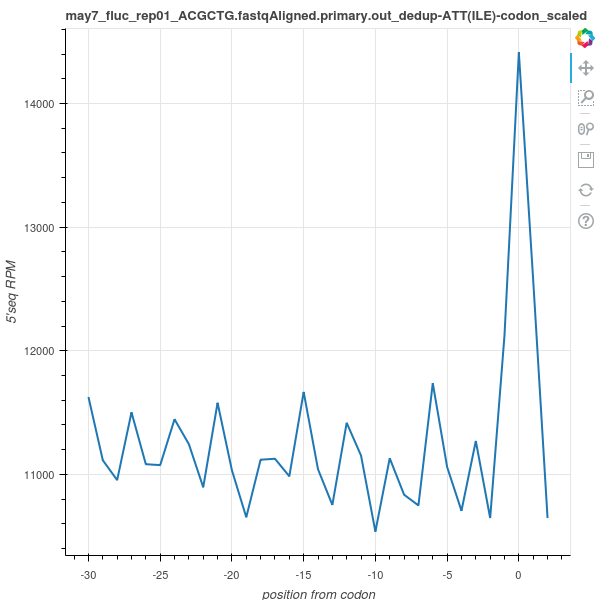 may7_fluc_rep01_ACGCTG.fastqAligned.primary.out_dedup-ATT(ILE)-codon_scaled
14000
13000
12000
11000
5'seq RPM
-30 -25 -20 -15 -10 -5 0
position from codon